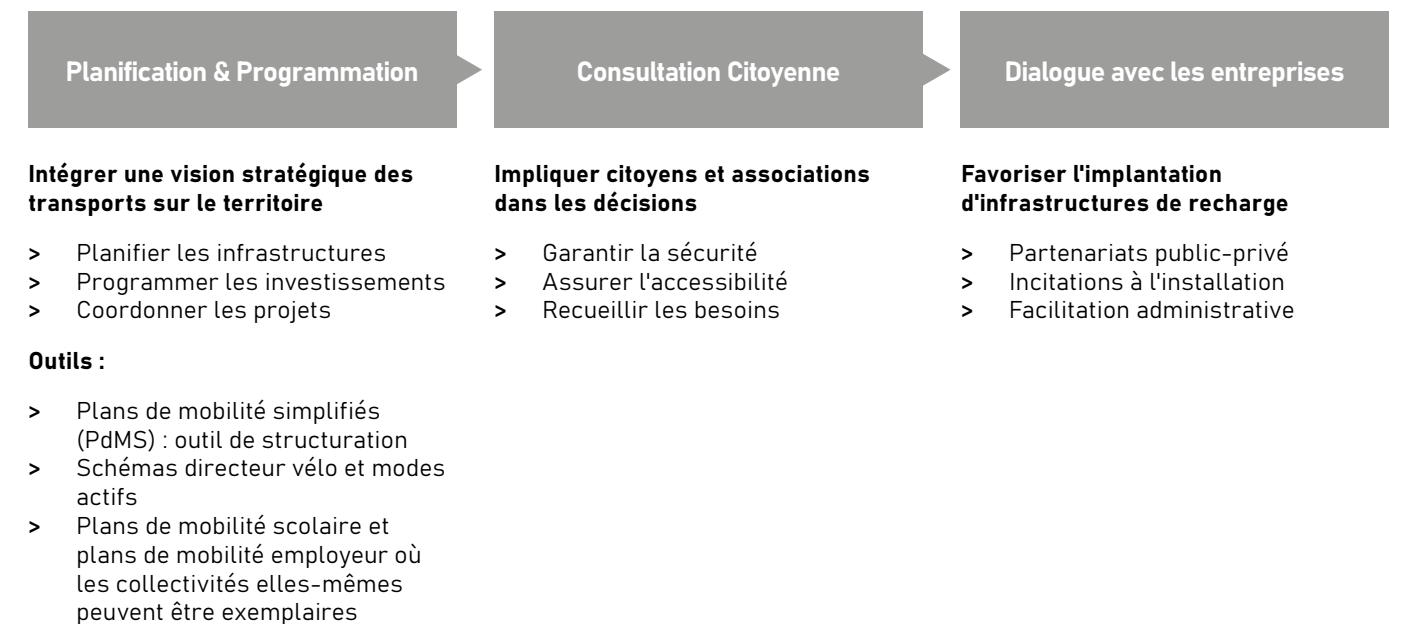 Planification & Programmation
Consultation Citoyenne
Dialogue avec les entreprises
Intégrer une vision stratégique des
transports sur le territoire
> Planifier les infrastructures
> Programmer les investissements
> Coordonner les projets
Outils :
> Plans de mobilité simplifiés
(PdMS) : outil de structuration
> Schémas directeur vélo et modes
actifs
> Plans de mobilité scolaire et
plans de mobilité employeur où
les collectivités elles-mêmes
peuvent être exemplaires
Impliquer citoyens et associations
dans les décisions
> Garantir la sécurité
> Assurer l'accessibilité
> Recueillir les besoins
Favoriser l'implantation
d'infrastructures de recharge
> Partenariats public-privé
> Incitations à l'installation
> Facilitation administrative